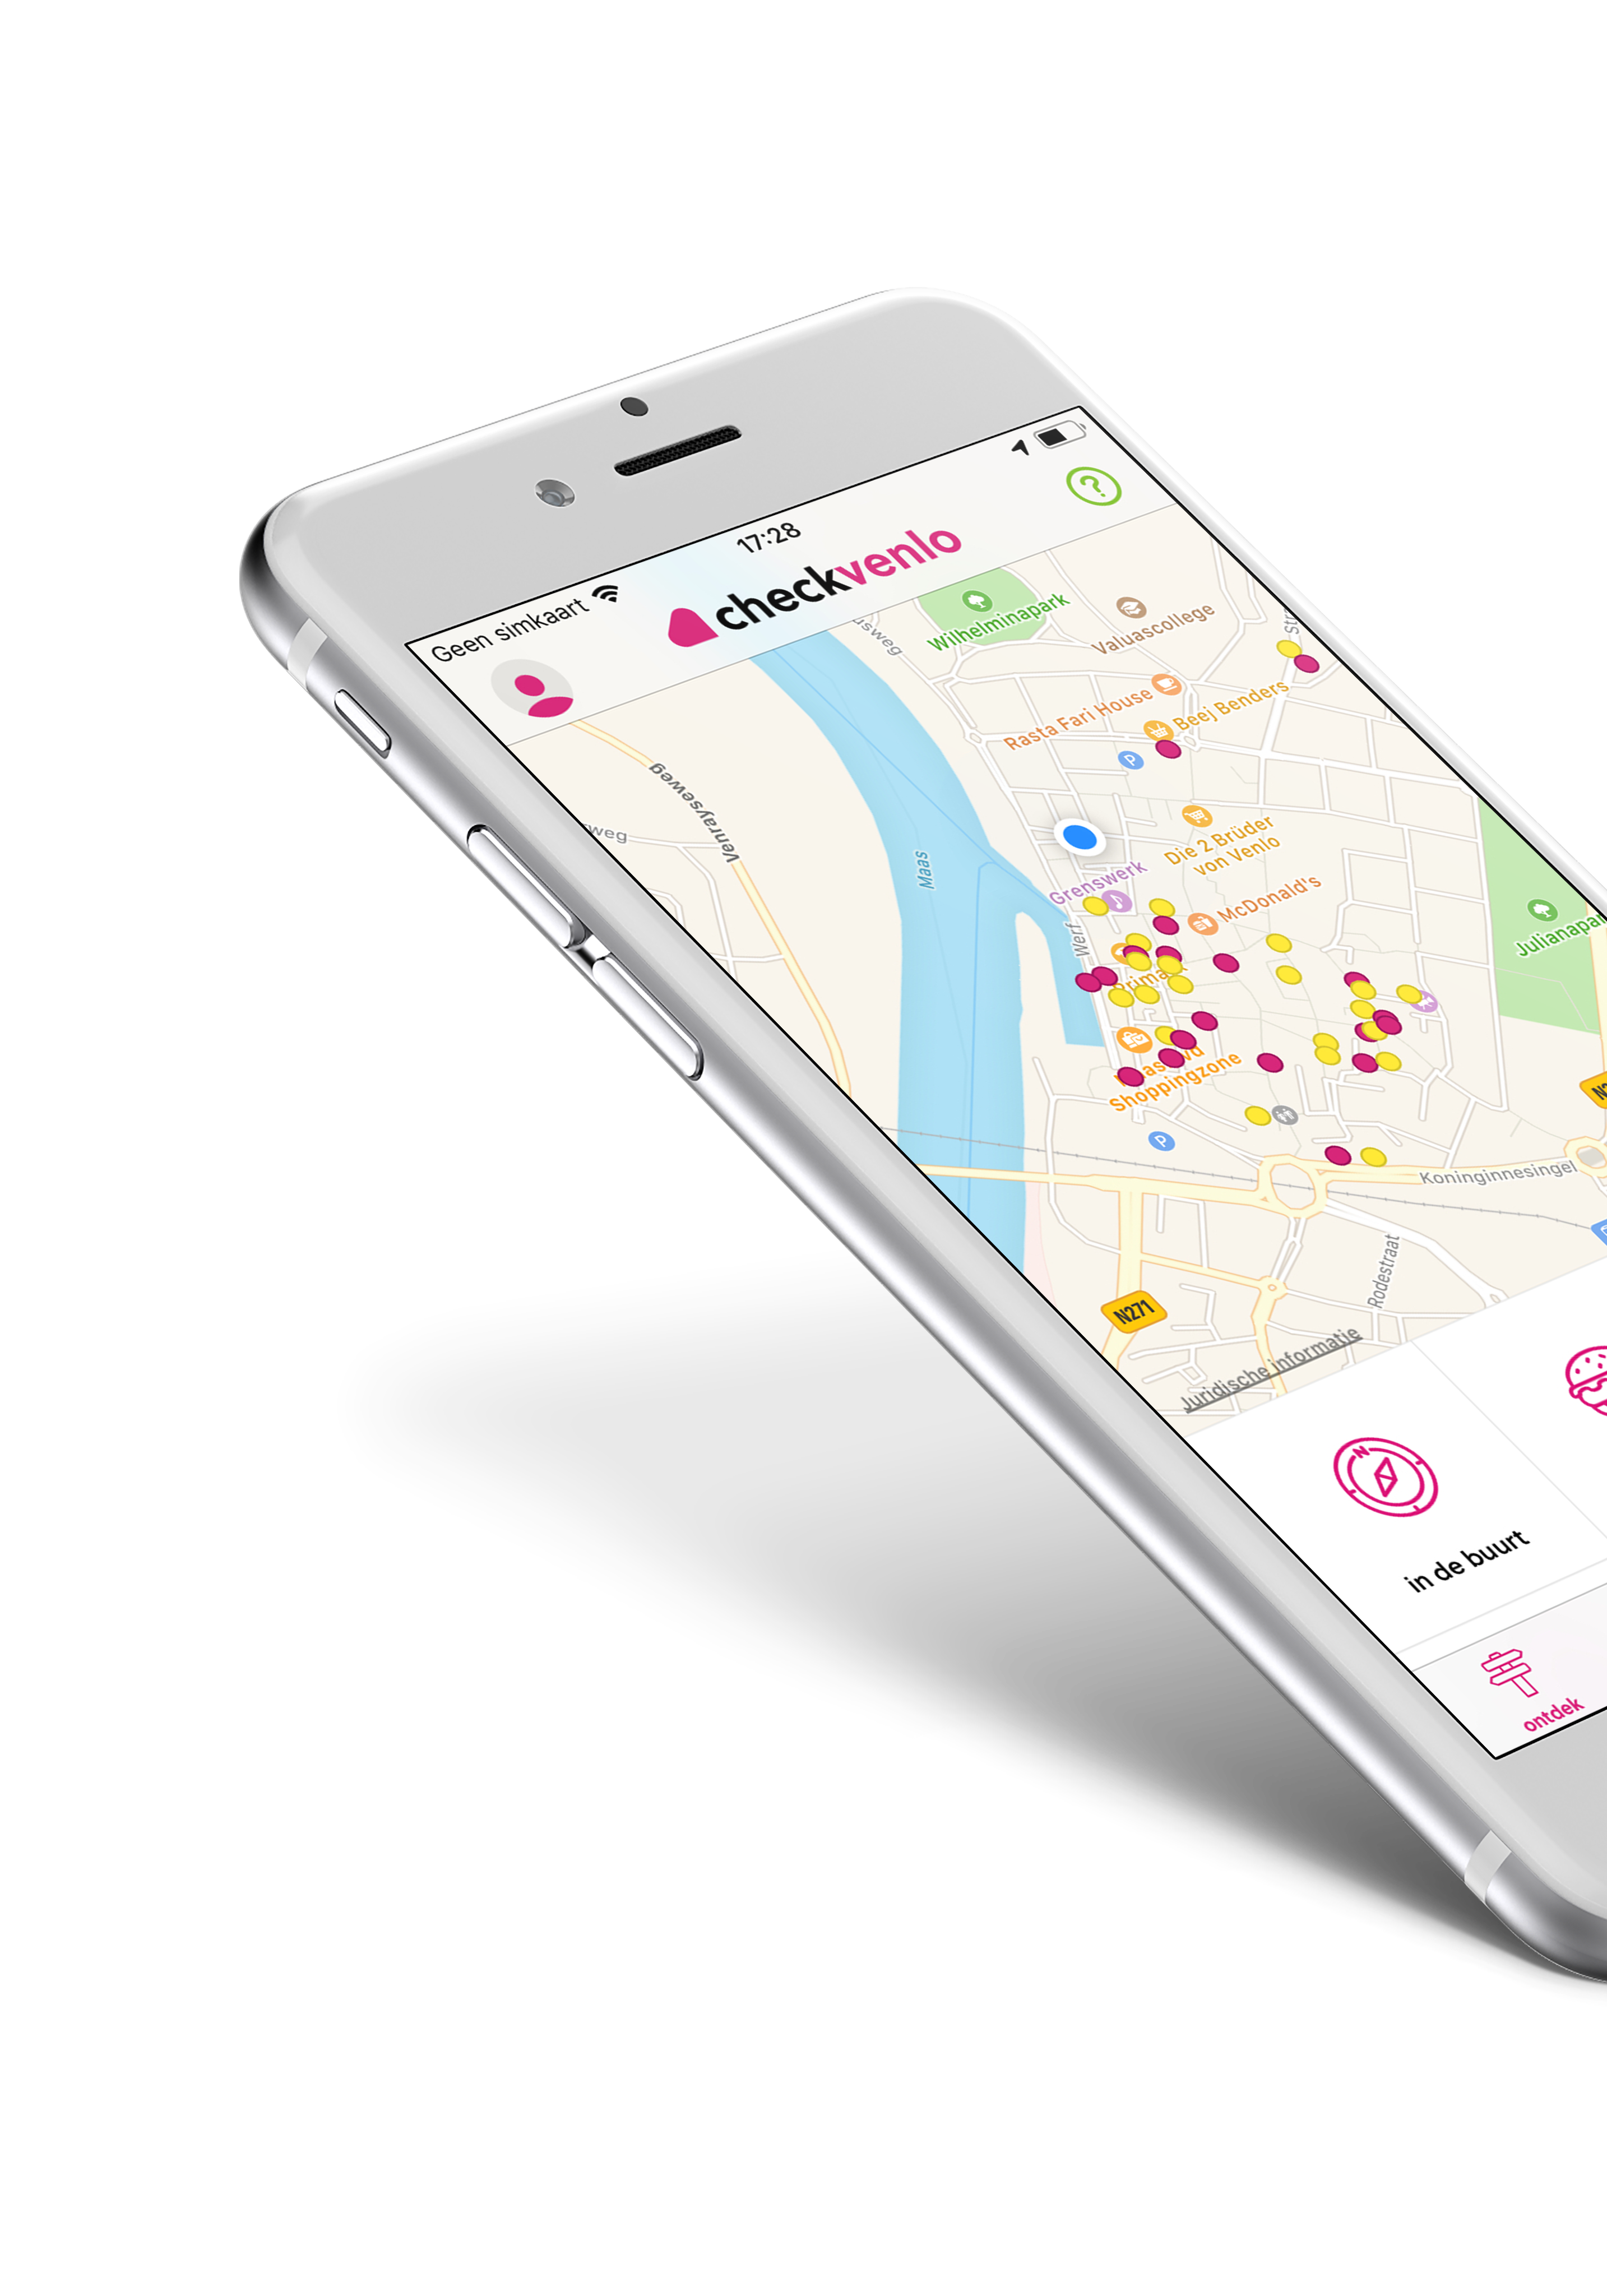 Geen simkaart
17:28
checkvenlo
?
Wilhelminapark
Valuascollege
Rasta Fari House
Beej Benders
P
Venrayseweg
weg
Maas
Die 2 Brüder
von Venlo
Grenswerk
McDonald's
Werf
Julianapark
Shoppingzone
P
Koninginnesingel
Rodestraat
N271
Juridische informatie
N
in de buurt
ontdek